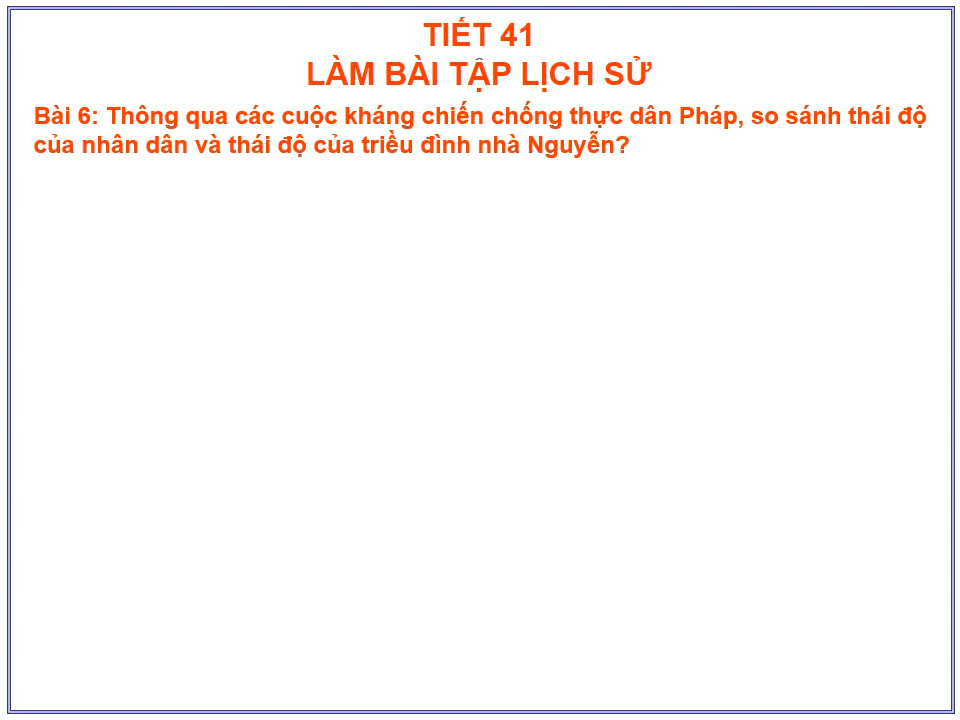 TIẾT 41
LÀM BÀI TẬP LỊCH SỬ
Bài 6: Thông qua các cuộc kháng chiến chống thực dân Pháp, so sánh thái độ
của nhân dân và thái độ của triều đình nhà Nguyễn?